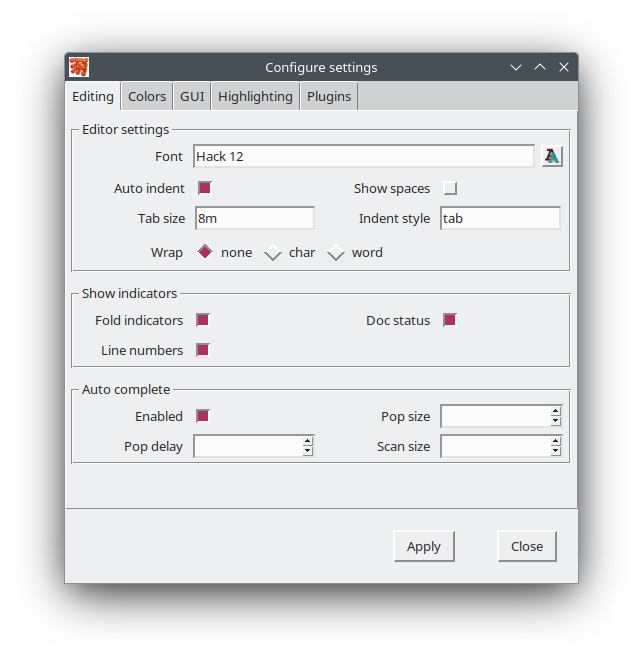 Configure settings
Editing Colors GUI Highlighting Plugins
Editor settings
Font Hack 12
Auto indent Show spaces
Tab size 8m Indent style tab
Wrap none char word
Show indicators
Fold indicators Doc status
Line numbers
Auto complete
Enabled Pop size
Pop delay Scan size
Apply Close